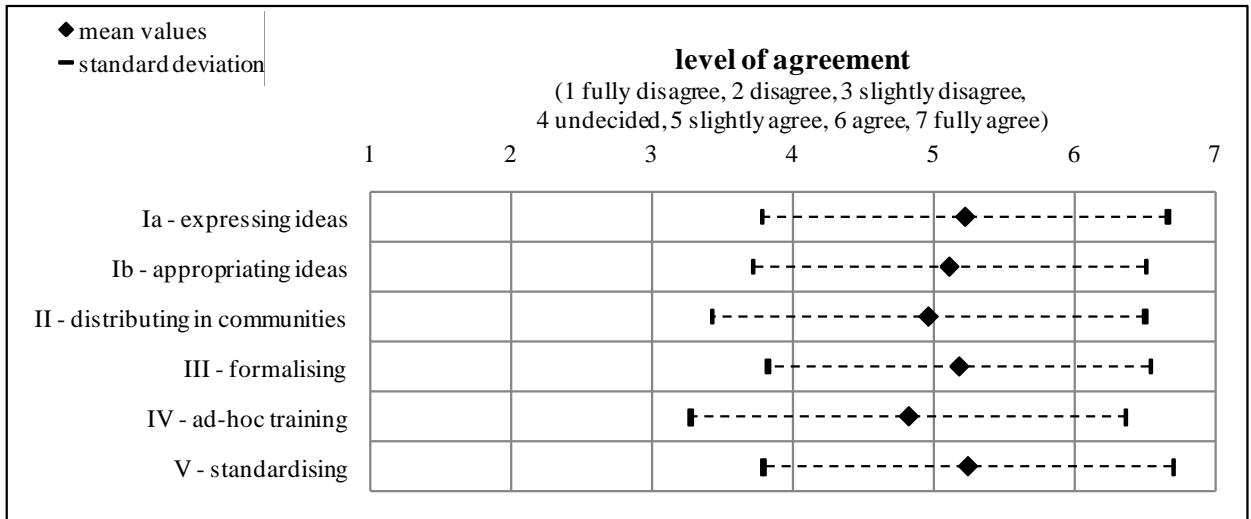 mean values
standard deviation
level of agreement
(1 fully disagree, 2 disagree, 3 slightly disagree,
4 undecided, 5 slightly agree, 6 agree, 7 fully agree)
1 2 3 4 5 6 7
Ia - expressing ideas
Ib - appropriating ideas
II - distributing in communities
III - formalising
IV - ad-hoc training
V - standardising